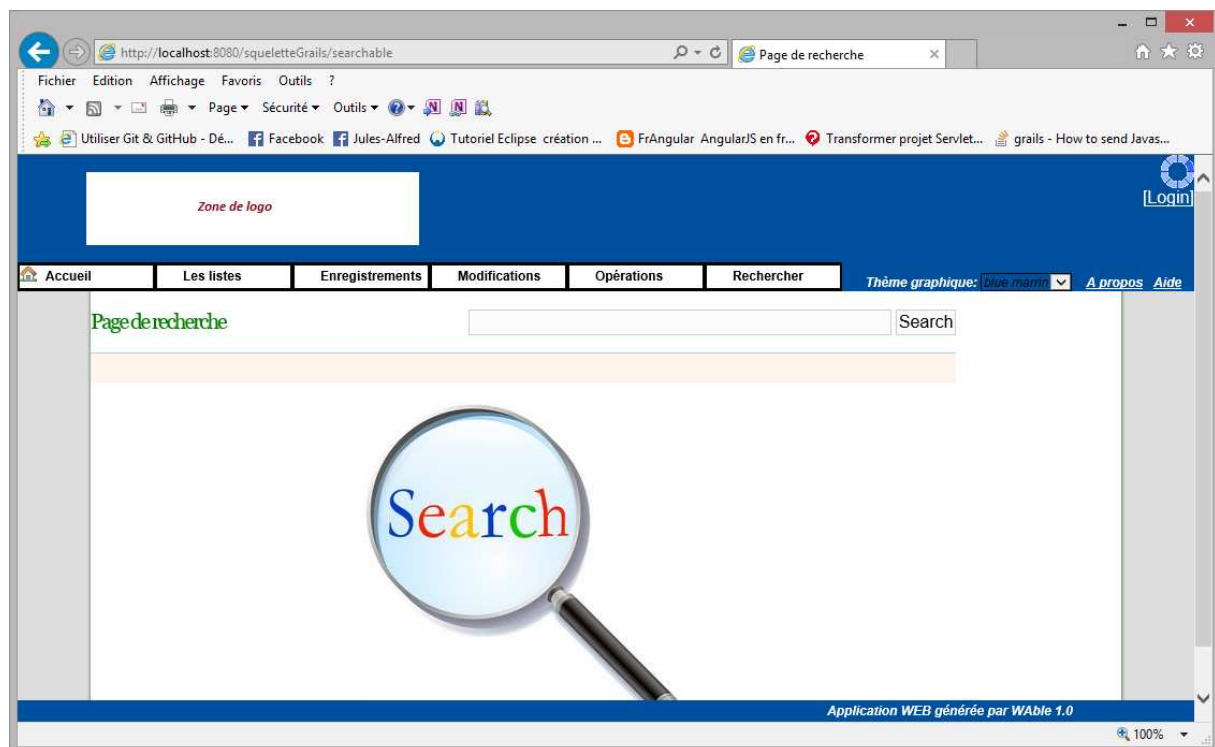 http://localhost:8080/squeletteGrails/searchable
Page de recherche
Fichier Edition Affichage Favoris Outils ?
Page Sécurité Outils
Utiliser Git & GitHub - Dé... Facebook Jules-Alfred Tutoriel Eclipse création ... FrAngular AngularJS en fr... Transformer projet Servlet... grails - How to send Javas...
[Login]
Zone de logo
Accueil Les listes Enregistrements Modifications Opérations Rechercher
Thème graphique: blue marrin A propos Aide
Page de recherche Search
Search
Application WEB générée par WAble 1.0
100%